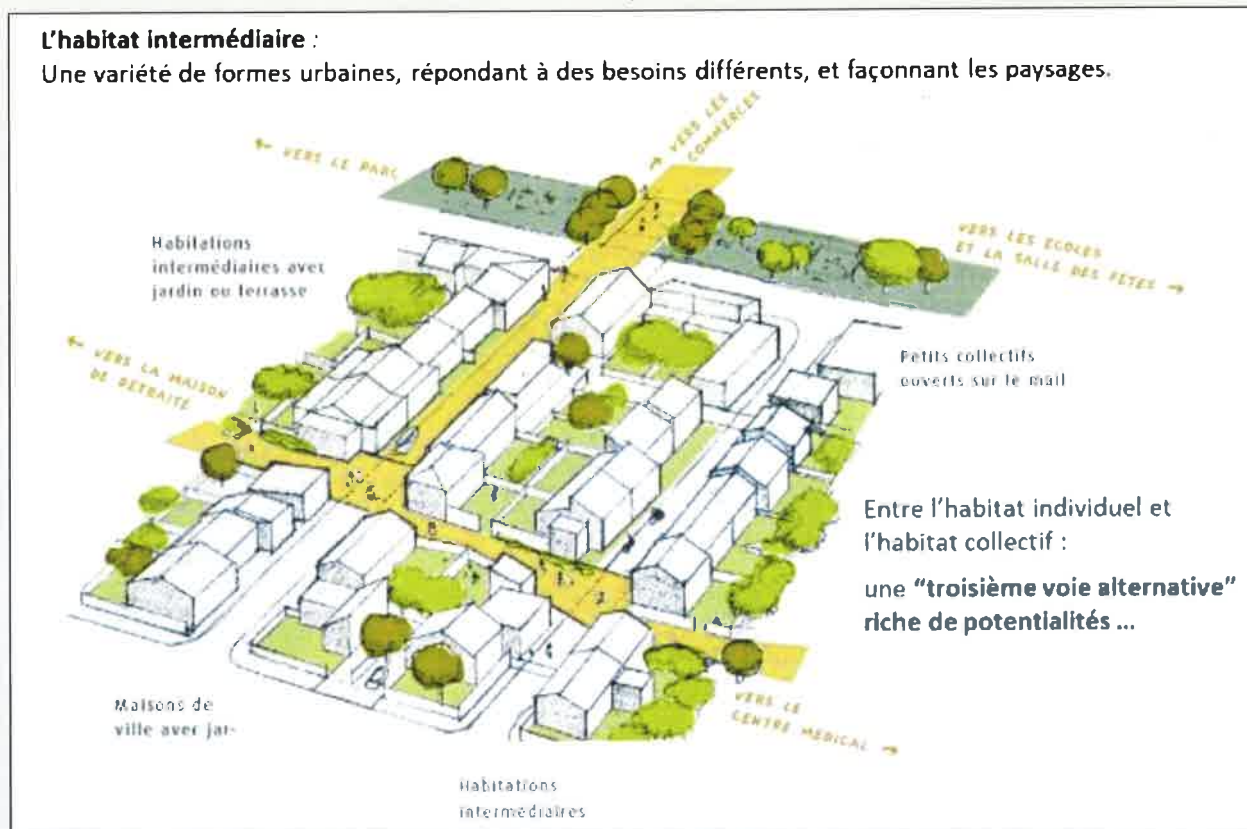 L'habitat intermédiaire :
Une variété de formes urbaines, répondant à des besoins différents, et façonnant les paysages.
← VERS LE PARC
→ VERS LES
COMMERCES
VERS LES ECOLES
ET LA SALLE DES FETES →
Habitations
intermédiaires avec
jardin ou terrasse
← VERS LA MAISON
DE RETRAITE
Petits collectifs
ouverts sur le mail
Entre l'habitat individuel et
l'habitat collectif :
une "troisième voie alternative"
riche de potentialités ...
Maisons de
ville avec jar-
VERS LE
CENTRE MEDICAL →
Habitations
intermédiaires